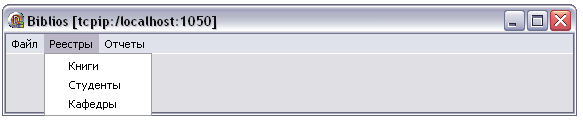 Biblios [tcpip:/localhost:1050]
Файл Реестры Отчеты
Книги
Студенты
Кафедры